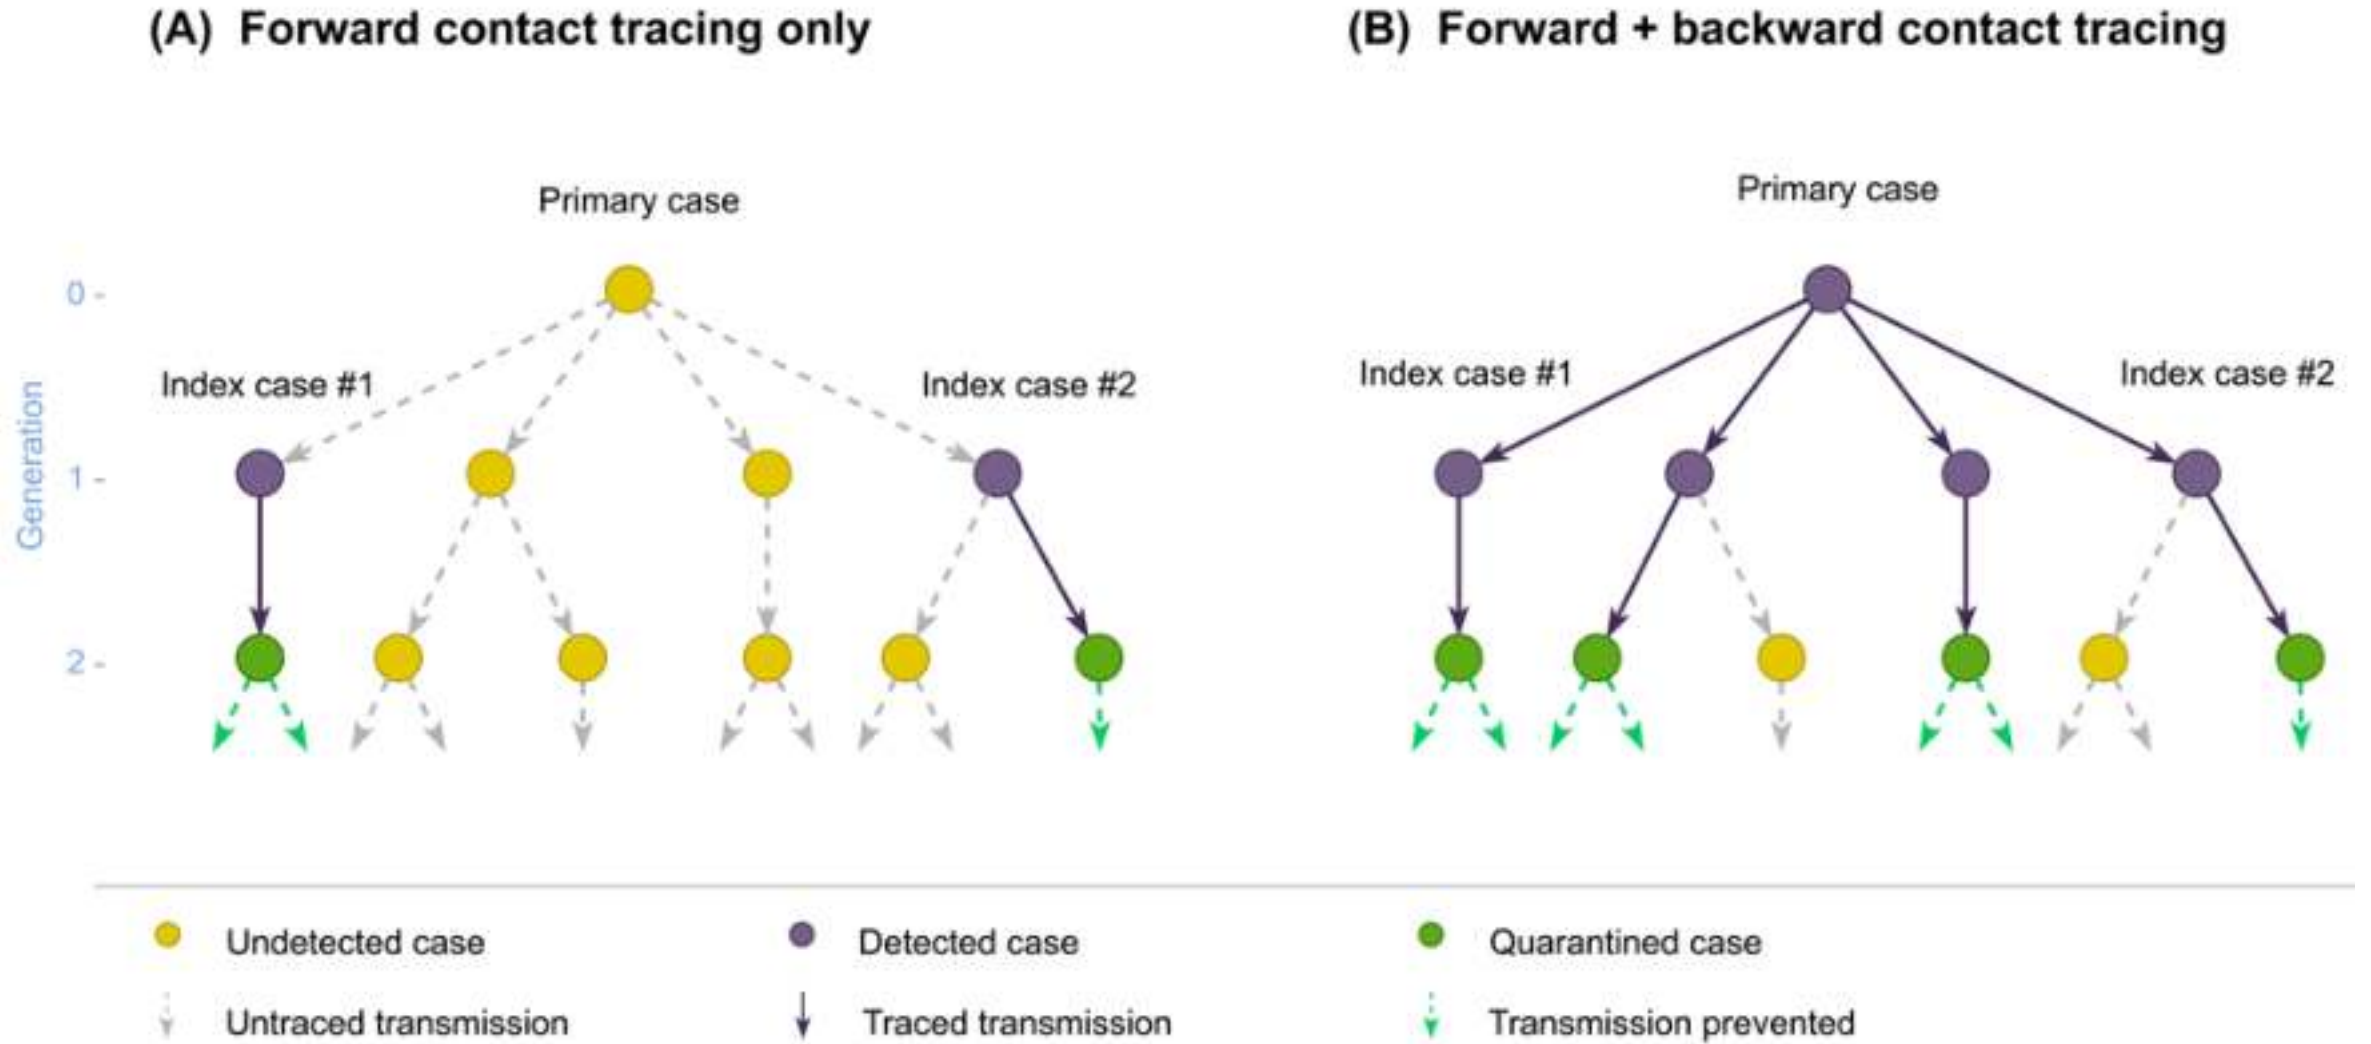 (A) Forward contact tracing only
(B) Forward + backward contact tracing
Primary case
Primary case
0 -
Index case #1
Index case #2
Index case #1
Index case #2
Generation
1 -
2 -
Undetected case
Detected case
Quarantined case
Untraced transmission
Traced transmission
Transmission prevented